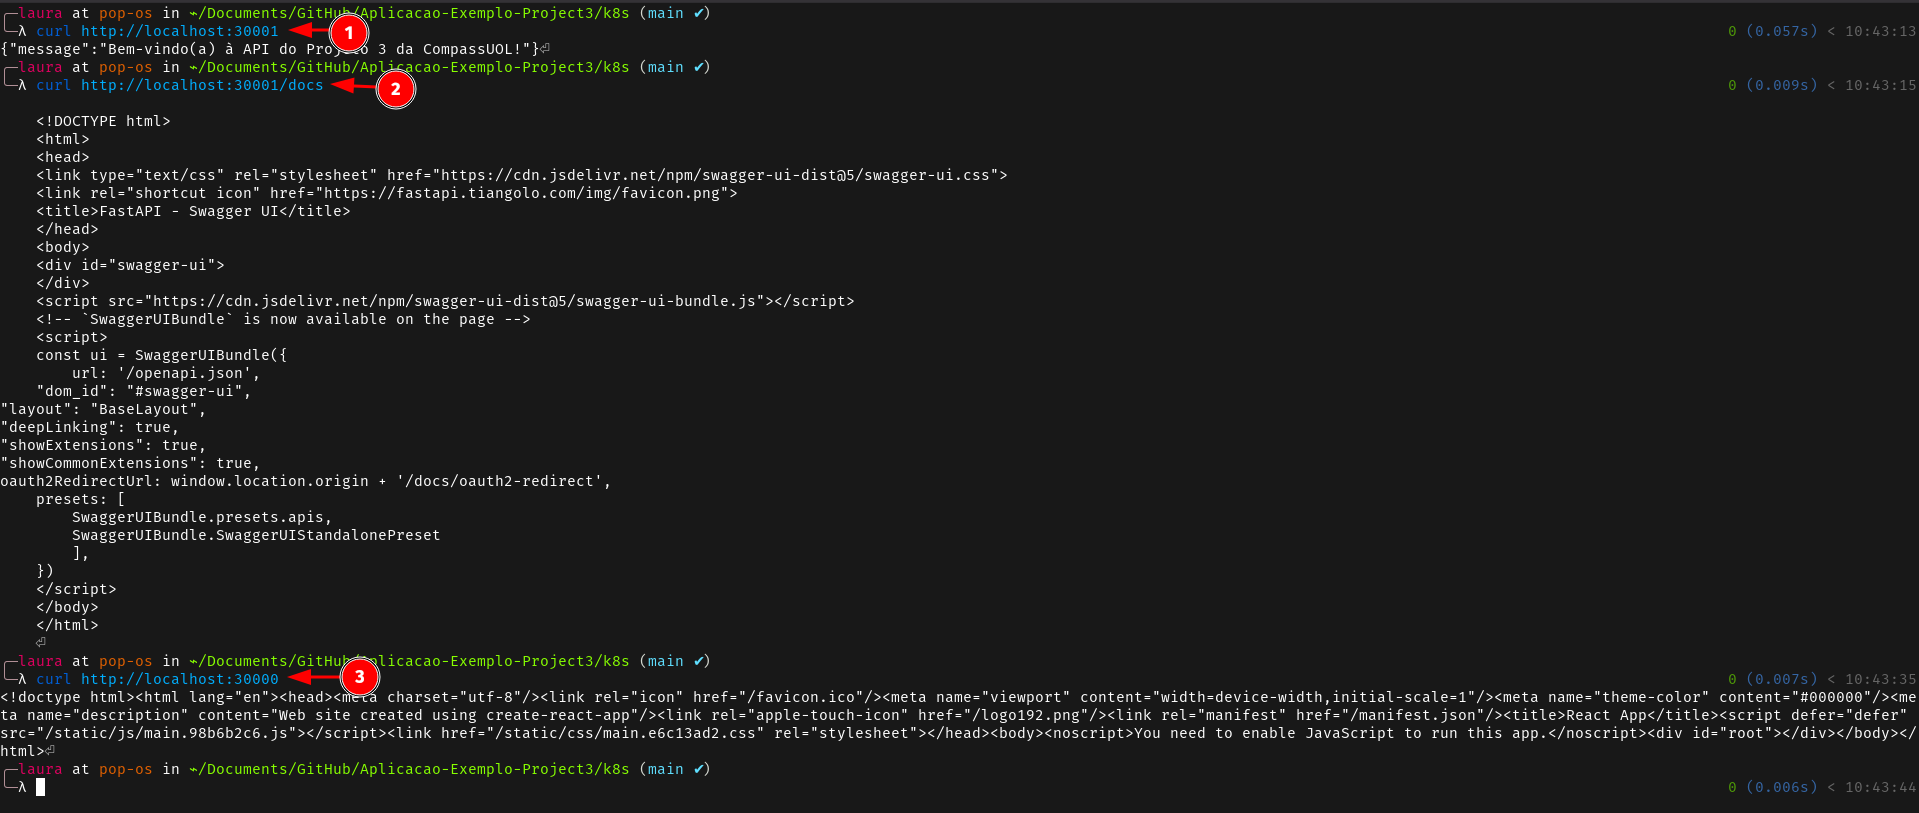 ╭─laura at pop-os in ~/Documents/GitHub/Aplicacao-Exemplo-Project3/k8s (main ✔)
╰─λ curl http://localhost:30001 1 0 (0.057s) < 10:43:13
{"message":"Bem-vindo(a) à API do Projeto 3 da CompassUOL!"}⏎
╭─laura at pop-os in ~/Documents/GitHub/Aplicacao-Exemplo-Project3/k8s (main ✔)
╰─λ curl http://localhost:30001/docs 2 0 (0.009s) < 10:43:15
    <!DOCTYPE html>
    <html>
    <head>
    <link type="text/css" rel="stylesheet" href="https://cdn.jsdelivr.net/npm/swagger-ui-dist@5/swagger-ui.css">
    <link rel="shortcut icon" href="https://fastapi.tiangolo.com/img/favicon.png">
    <title>FastAPI - Swagger UI</title>
    </head>
    <body>
    <div id="swagger-ui">
    </div>
    <script src="https://cdn.jsdelivr.net/npm/swagger-ui-dist@5/swagger-ui-bundle.js"></script>
    <!-- `SwaggerUIBundle` is now available on the page -->
    <script>
    const ui = SwaggerUIBundle({
        url: '/openapi.json',
    "dom_id": "#swagger-ui",
"layout": "BaseLayout",
"deepLinking": true,
"showExtensions": true,
"showCommonExtensions": true,
oauth2RedirectUrl: window.location.origin + '/docs/oauth2-redirect',
    presets: [
        SwaggerUIBundle.presets.apis,
        SwaggerUIBundle.SwaggerUIStandalonePreset
        ],
    })
    </script>
    </body>
    </html>
    ⏎
╭─laura at pop-os in ~/Documents/GitHub/Aplicacao-Exemplo-Project3/k8s (main ✔)
╰─λ curl http://localhost:30000 3 0 (0.007s) < 10:43:35
<!doctype html><html lang="en"><head><meta charset="utf-8"/><link rel="icon" href="/favicon.ico"/><meta name="viewport" content="width=device-width,initial-scale=1"/><meta name="theme-color" content="#000000"/><me
ta name="description" content="Web site created using create-react-app"/><link rel="apple-touch-icon" href="/logo192.png"/><link rel="manifest" href="/manifest.json"/><title>React App</title><script defer="defer"
src="/static/js/main.98b6b2c6.js"></script><link href="/static/css/main.e6c13ad2.css" rel="stylesheet"></head><body><noscript>You need to enable JavaScript to run this app.</noscript><div id="root"></div></body></
html>⏎
╭─laura at pop-os in ~/Documents/GitHub/Aplicacao-Exemplo-Project3/k8s (main ✔)
╰─λ 0 (0.006s) < 10:43:44